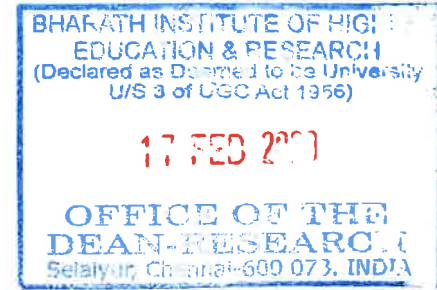 BHARATH INSTITUTE OF HIGHER
EDUCATION & RESEARCH
(Declared as Deemed to be University
U/S 3 of UGC Act 1956)
17 FEB
OFFICE OF THE
DEAN-RESEARCH
Selaiyur, Chennai-600 073. INDIA